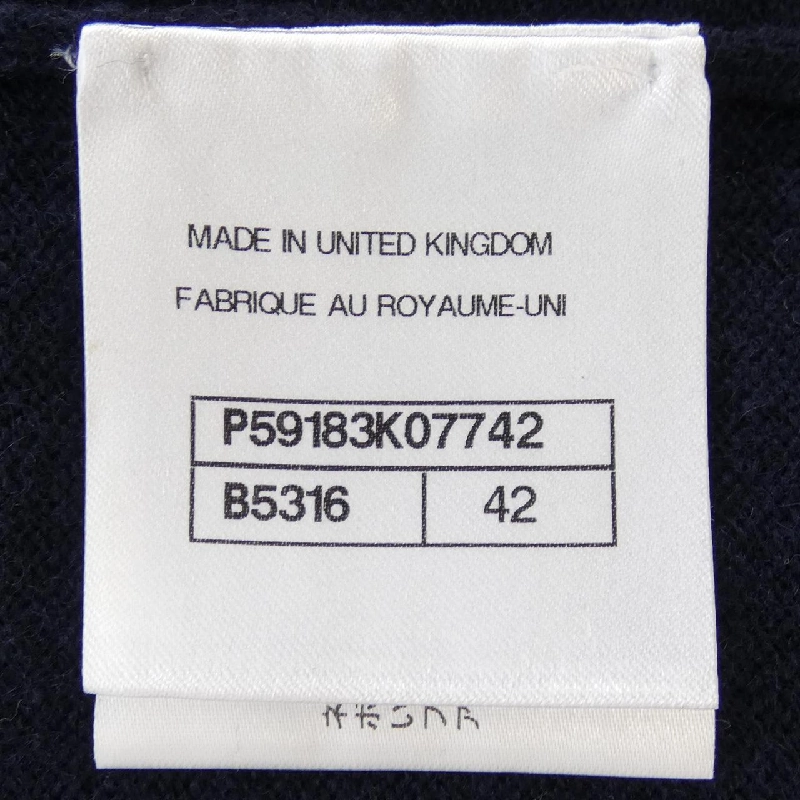 MADE IN UNITED KINGDOM
FABRIQUE AU ROYAUME-UNI
P59183K07742
B5316 42